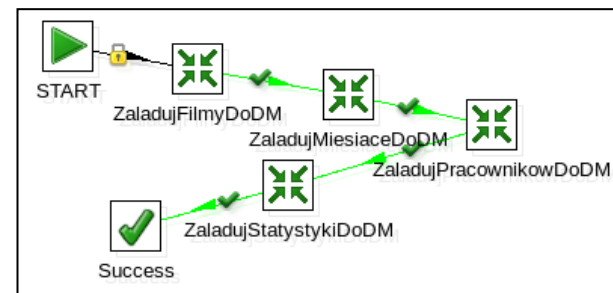 START
ZaladujFilmyDoDM
ZaladujMiesiaceDoDM
ZaladujPracownikowDoDM
ZaladujStatystykiDoDM
Success